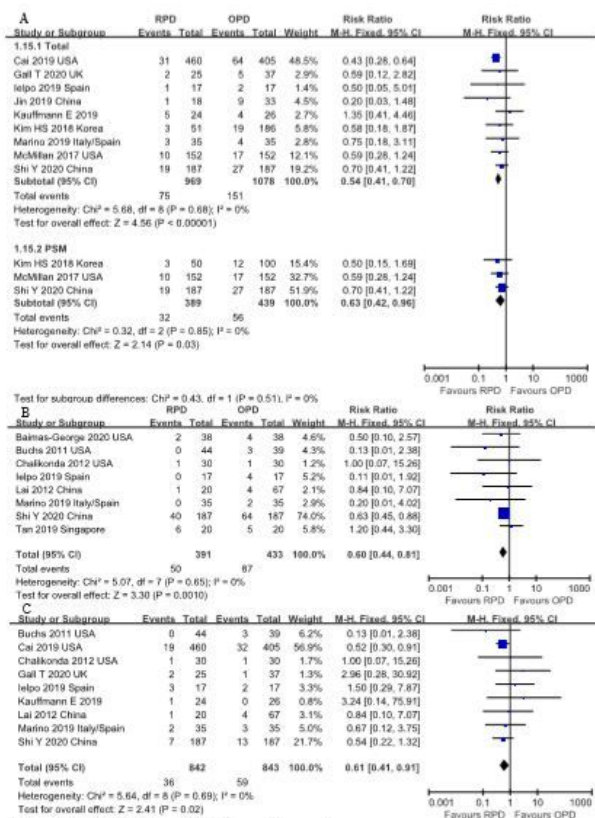 A
RPD OPD Risk Ratio Risk Ratio
Study or Subgroup Events Total Events Total Weight M-H. Fixed. 95% CI M-H. Fixed. 95% CI
1.15.1 Total
Cai 2019 USA 31 460 64 405 48.5% 0.43 [0.28, 0.64]
Gall T 2020 UK 2 25 5 37 2.9% 0.59 [0.12, 2.82]
Ielpo 2019 Spain 1 17 2 17 1.5% 0.50 [0.05, 5.01]
Jin 2019 China 1 18 9 33 4.6% 0.20 [0.03, 1.48]
Kauffmann E 2019 5 24 4 26 2.7% 1.35 [0.41, 4.46]
Kim HS 2018 Korea 3 51 19 186 5.8% 0.58 [0.18, 1.87]
Marino 2019 Italy/Spain 3 35 4 35 2.8% 0.75 [0.18, 3.11]
McMillan 2017 USA 10 152 17 152 12.1% 0.59 [0.28, 1.24]
Shi Y 2020 China 19 187 27 187 19.2% 0.70 [0.41, 1.22]
Subtotal (95% CI) 969 1078 100.0% 0.54 [0.41, 0.70]
Total events 75 151
Heterogeneity: Chi² = 5.68, df = 8 (P = 0.68); I² = 0%
Test for overall effect: Z = 4.56 (P < 0.00001)
1.15.2 PSM
Kim HS 2018 Korea 3 50 12 100 15.4% 0.50 [0.15, 1.69]
McMillan 2017 USA 10 152 17 152 32.7% 0.59 [0.28, 1.24]
Shi Y 2020 China 19 187 27 187 51.9% 0.70 [0.41, 1.22]
Subtotal (95% CI) 389 439 100.0% 0.63 [0.42, 0.96]
Total events 32 56
Heterogeneity: Chi² = 0.32, df = 2 (P = 0.85); I² = 0%
Test for overall effect: Z = 2.14 (P = 0.03)
0.001 0.1 1 10 1000
Favours RPD Favours OPD
Test for subgroup differences: Chi² = 0.43, df = 1 (P = 0.51), I² = 0%
B
RPD OPD Risk Ratio Risk Ratio
Study or Subgroup Events Total Events Total Weight M-H. Fixed. 95% CI M-H. Fixed. 95% CI
Baimas-George 2020 USA 2 38 4 38 4.6% 0.50 [0.10, 2.57]
Buchs 2011 USA 0 44 3 39 4.3% 0.13 [0.01, 2.38]
Chalikonda 2012 USA 1 30 1 30 1.2% 1.00 [0.07, 15.26]
Ielpo 2019 Spain 0 17 4 17 5.2% 0.11 [0.01, 1.92]
Lai 2012 China 1 20 4 67 2.1% 0.84 [0.10, 7.07]
Marino 2019 Italy/Spain 0 35 2 35 2.9% 0.20 [0.01, 4.02]
Shi Y 2020 China 40 187 64 187 74.0% 0.63 [0.45, 0.88]
Tan 2019 Singapore 6 20 5 20 5.8% 1.20 [0.44, 3.30]
Total (95% CI) 391 433 100.0% 0.60 [0.44, 0.81]
Total events 50 87
Heterogeneity: Chi² = 5.07, df = 7 (P = 0.65); I² = 0%
Test for overall effect: Z = 3.30 (P = 0.0010)
0.001 0.1 1 10 1000
Favours RPD Favours OPD
C
RPD OPD Risk Ratio Risk Ratio
Study or Subgroup Events Total Events Total Weight M-H. Fixed. 95% CI M-H. Fixed. 95% CI
Buchs 2011 USA 0 44 3 39 6.2% 0.13 [0.01, 2.38]
Cai 2019 USA 19 460 32 405 56.9% 0.52 [0.30, 0.91]
Chalikonda 2012 USA 1 30 1 30 1.7% 1.00 [0.07, 15.26]
Gall T 2020 UK 2 25 1 37 1.3% 2.96 [0.28, 30.92]
Ielpo 2019 Spain 3 17 2 17 3.3% 1.50 [0.29, 7.87]
Kauffmann E 2019 1 24 0 26 0.8% 3.24 [0.14, 75.91]
Lai 2012 China 1 20 4 67 3.1% 0.84 [0.10, 7.07]
Marino 2019 Italy/Spain 2 35 3 35 5.0% 0.67 [0.12, 3.75]
Shi Y 2020 China 7 187 13 187 21.7% 0.54 [0.22, 1.32]
Total (95% CI) 842 843 100.0% 0.61 [0.41, 0.91]
Total events 36 59
Heterogeneity: Chi² = 5.64, df = 8 (P = 0.69); I² = 0%
Test for overall effect: Z = 2.41 (P = 0.02)
0.001 0.1 1 10 1000
Favours RPD Favours OPD